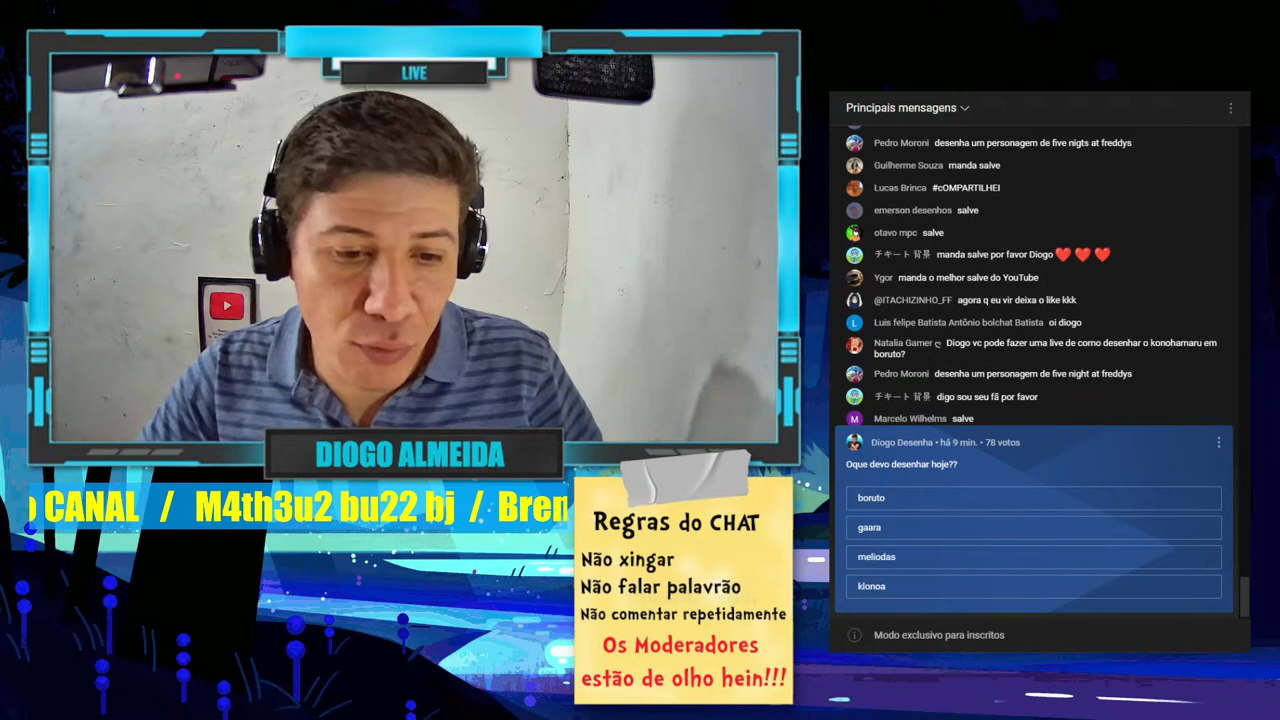 LIVE
DIOGO ALMEIDA
CANAL / M4th3u2 bu22 bj / Bren
Regras do CHAT
Não xingar
Não falar palavrão
Não comentar repetidamente
Os Moderadores
estão de olho hein!!!
Principais mensagens
Pedro Moroni desenha um personagem de five nigts at freddys
Guilherme Souza manda salve
Lucas Brinca #cOMPARTILHEI
emerson desenhos salve
otavo mpc salve
チキート 背景 manda salve por favor Diogo❤️❤️❤️
Ygor manda o melhor salve do YouTube
@ITACHIZINHO_FF agora q eu vir deixa o like kkk
L Luis felipe Batista Antônio bolchat Batista oi diogo
Natalia Gamer Diogo vc pode fazer uma live de como desenhar o konohamaru em
boruto?
Pedro Moroni desenha um personagem de five night at freddys
チキート 背景 digo sou seu fã por favor
M Marcelo Wilhelms salve
Diogo Desenha • há 9 min. • 78 votos
Oque devo desenhar hoje??
boruto
gaara
meliodas
klonoa
Modo exclusivo para inscritos